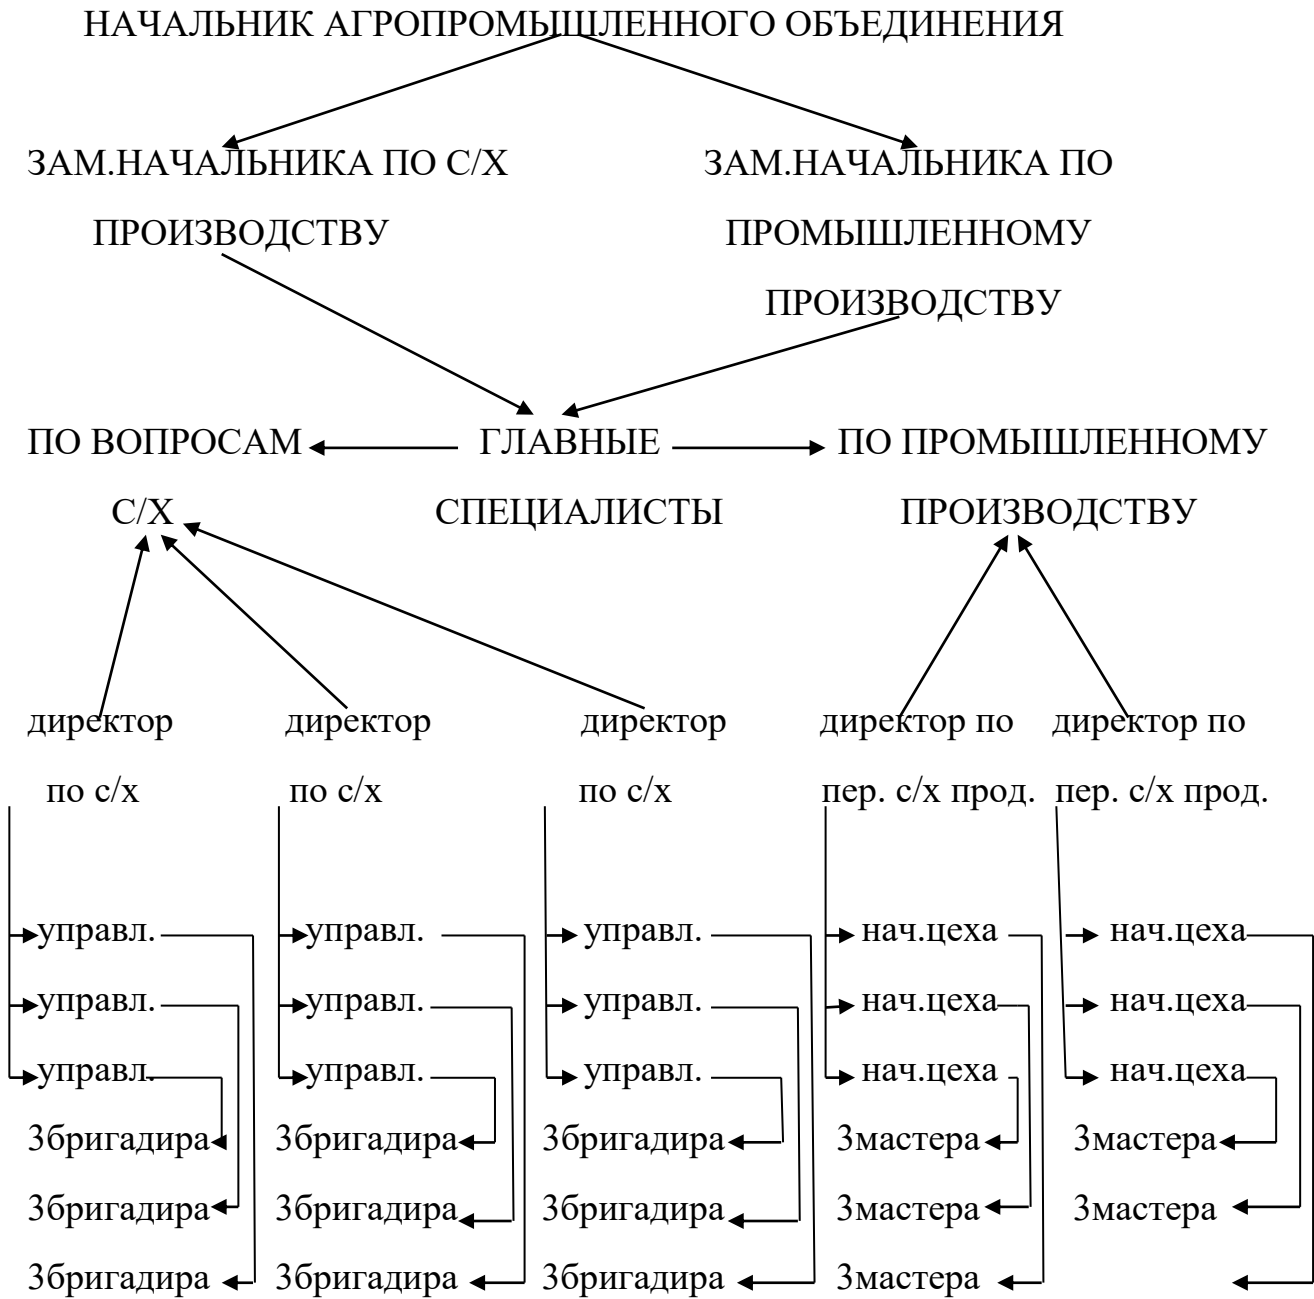 НАЧАЛЬНИК АГРОПРОМЫШЛЕННОГО ОБЪЕДИНЕНИЯ
ЗАМ.НАЧАЛЬНИКА ПО С/Х ЗАМ.НАЧАЛЬНИКА ПО
ПРОИЗВОДСТВУ ПРОМЫШЛЕННОМУ
ПРОИЗВОДСТВУ
ПО ВОПРОСАМ ГЛАВНЫЕ ПО ПРОМЫШЛЕННОМУ
С/Х СПЕЦИАЛИСТЫ ПРОИЗВОДСТВУ
директор директор директор директор по директор по
по с/х по с/х по с/х пер. с/х прод. пер. с/х прод.
управл. управл. управл. нач.цеха нач.цеха
управл. управл. управл. нач.цеха нач.цеха
управл. управл. управл. нач.цеха нач.цеха
3бригадира 3бригадира 3бригадира 3мастера 3мастера
3бригадира 3бригадира 3бригадира 3мастера 3мастера
3бригадира 3бригадира 3бригадира 3мастера